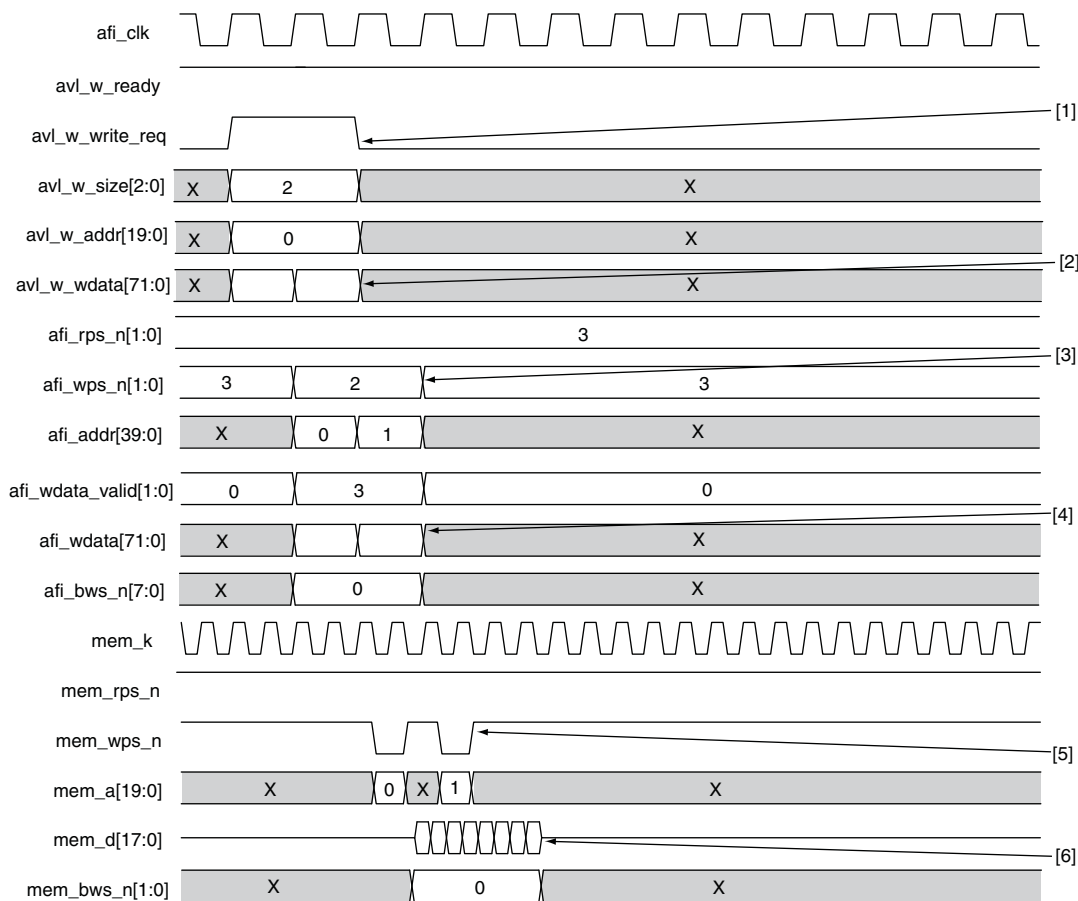 afi_clk
avl_w_ready
[1]
avl_w_write_req
avl_w_size[2:0] X 2 X
avl_w_addr[19:0] X 0 X
[2]
avl_w_wdata[71:0] X X
afi_rps_n[1:0] 3
[3]
afi_wps_n[1:0] 3 2 3
afi_addr[39:0] X 0 1 X
afi_wdata_valid[1:0] 0 3 0
[4]
afi_wdata[71:0] X X
afi_bws_n[7:0] X 0 X
mem_k
mem_rps_n
mem_wps_n
[5]
mem_a[19:0] X 0 X 1 X
mem_d[17:0]
[6]
mem_bws_n[1:0] X 0 X